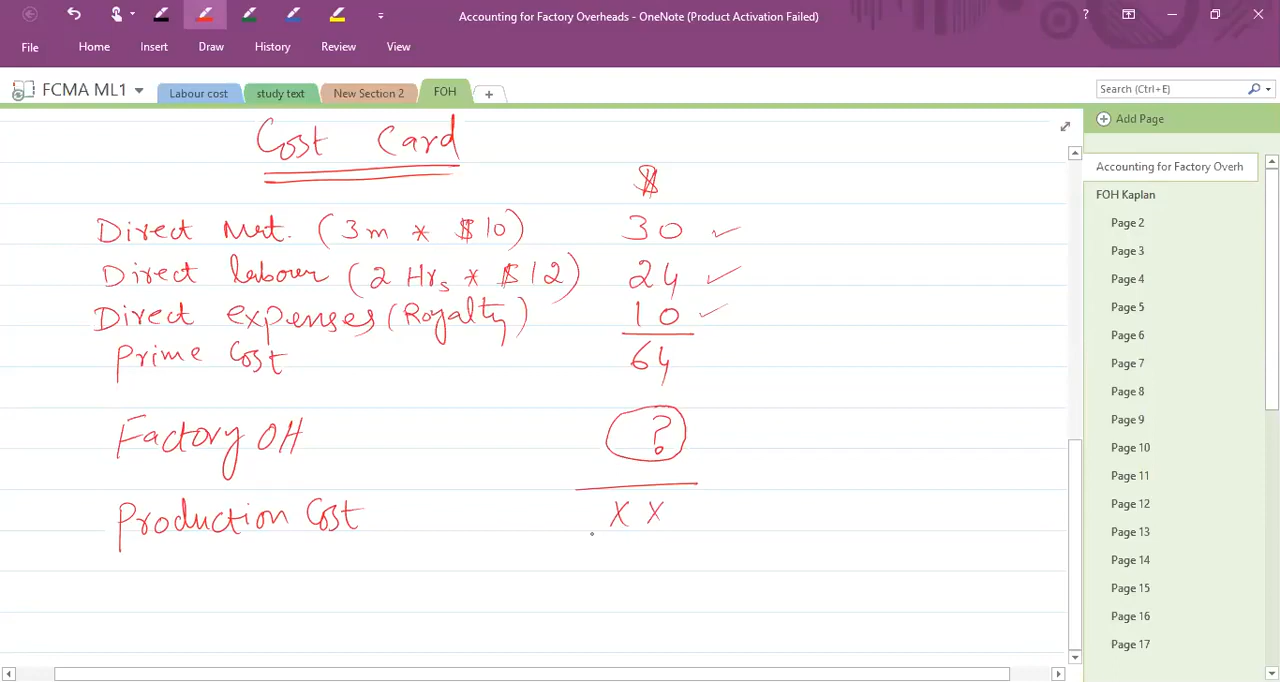 Accounting for Factory Overheads - OneNote (Product Activation Failed)
?
File Home Insert Draw History Review View
FCMA ML1 Labour cost study text New Section 2 FOH
Search (Ctrl+E)
Add Page
Accounting for Factory Overh
FOH Kaplan
Page 2
Page 3
Page 4
Page 5
Page 6
Page 7
Page 8
Page 9
Page 10
Page 11
Page 12
Page 13
Page 14
Page 15
Page 16
Page 17
Cost Card
$
Direct Mat. (3m * $10) 30
Direct labour (2 Hrs * $12) 24
Direct expenses (Royalty) 10
Prime Cost 64
Factory OH ?
Production Cost X X